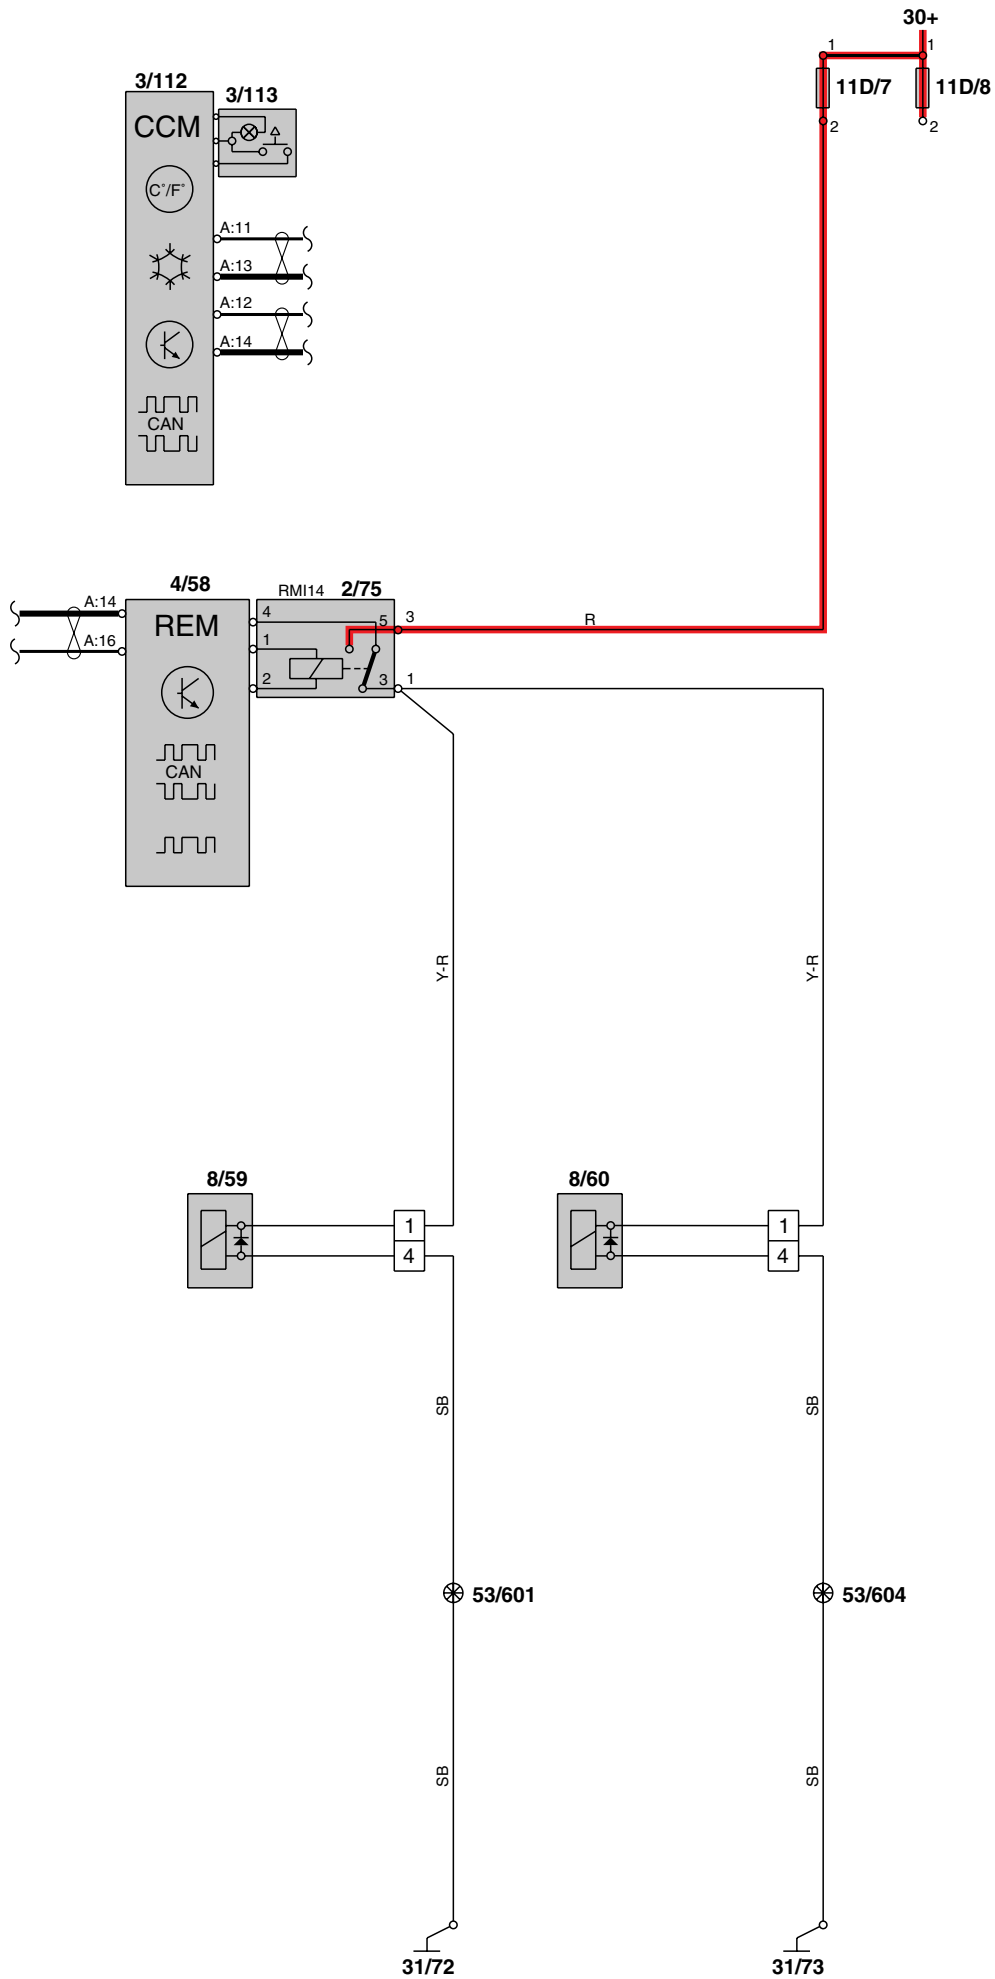 30+
1
1
11D/7
11D/8
2
2
3/112
3/113
CCM
C°/F°
A:11
A:13
A:12
A:14
CAN
4/58
RMI14
2/75
A:14
A:16
REM
4
5
3
R
1
2
3
1
CAN
Y-R
Y-R
8/59
8/60
1
4
1
4
SB
SB
53/601
53/604
SB
SB
31/72
31/73